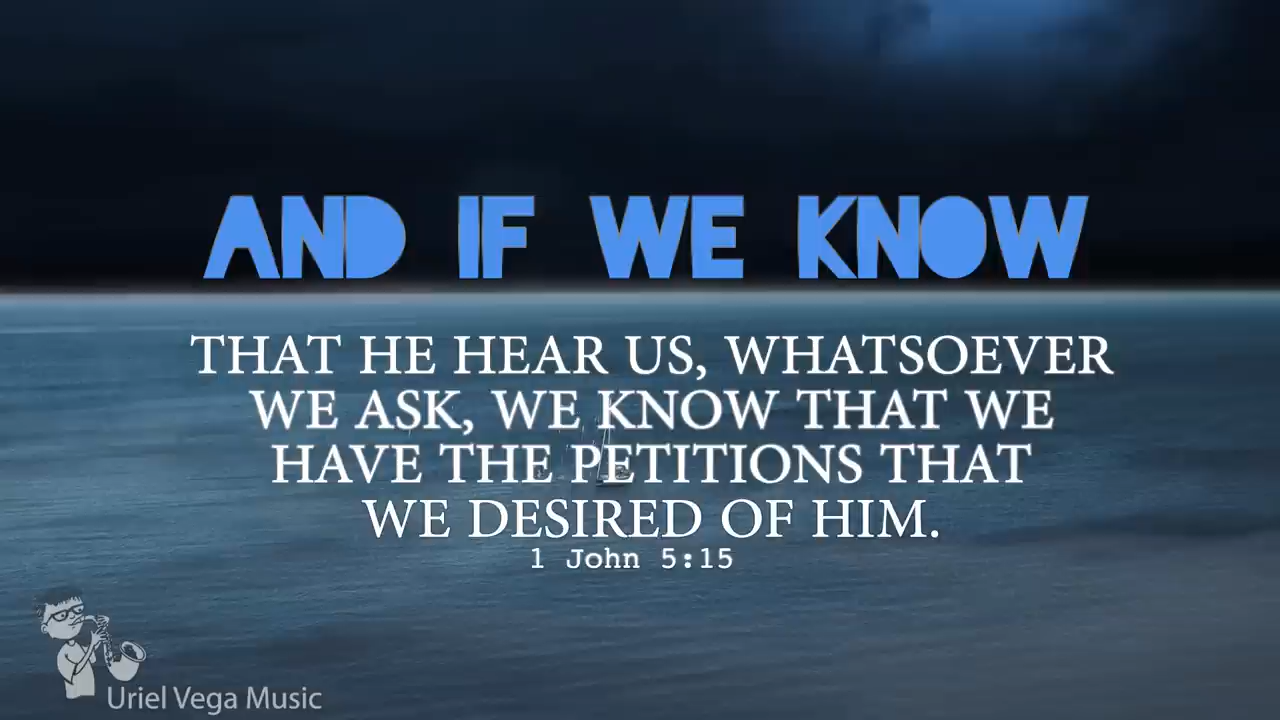 AND IF WE KNOW
THAT HE HEAR US, WHATSOEVER
WE ASK, WE KNOW THAT WE
HAVE THE PETITIONS THAT
WE DESIRED OF HIM.
1 John 5:15
Uriel Vega Music